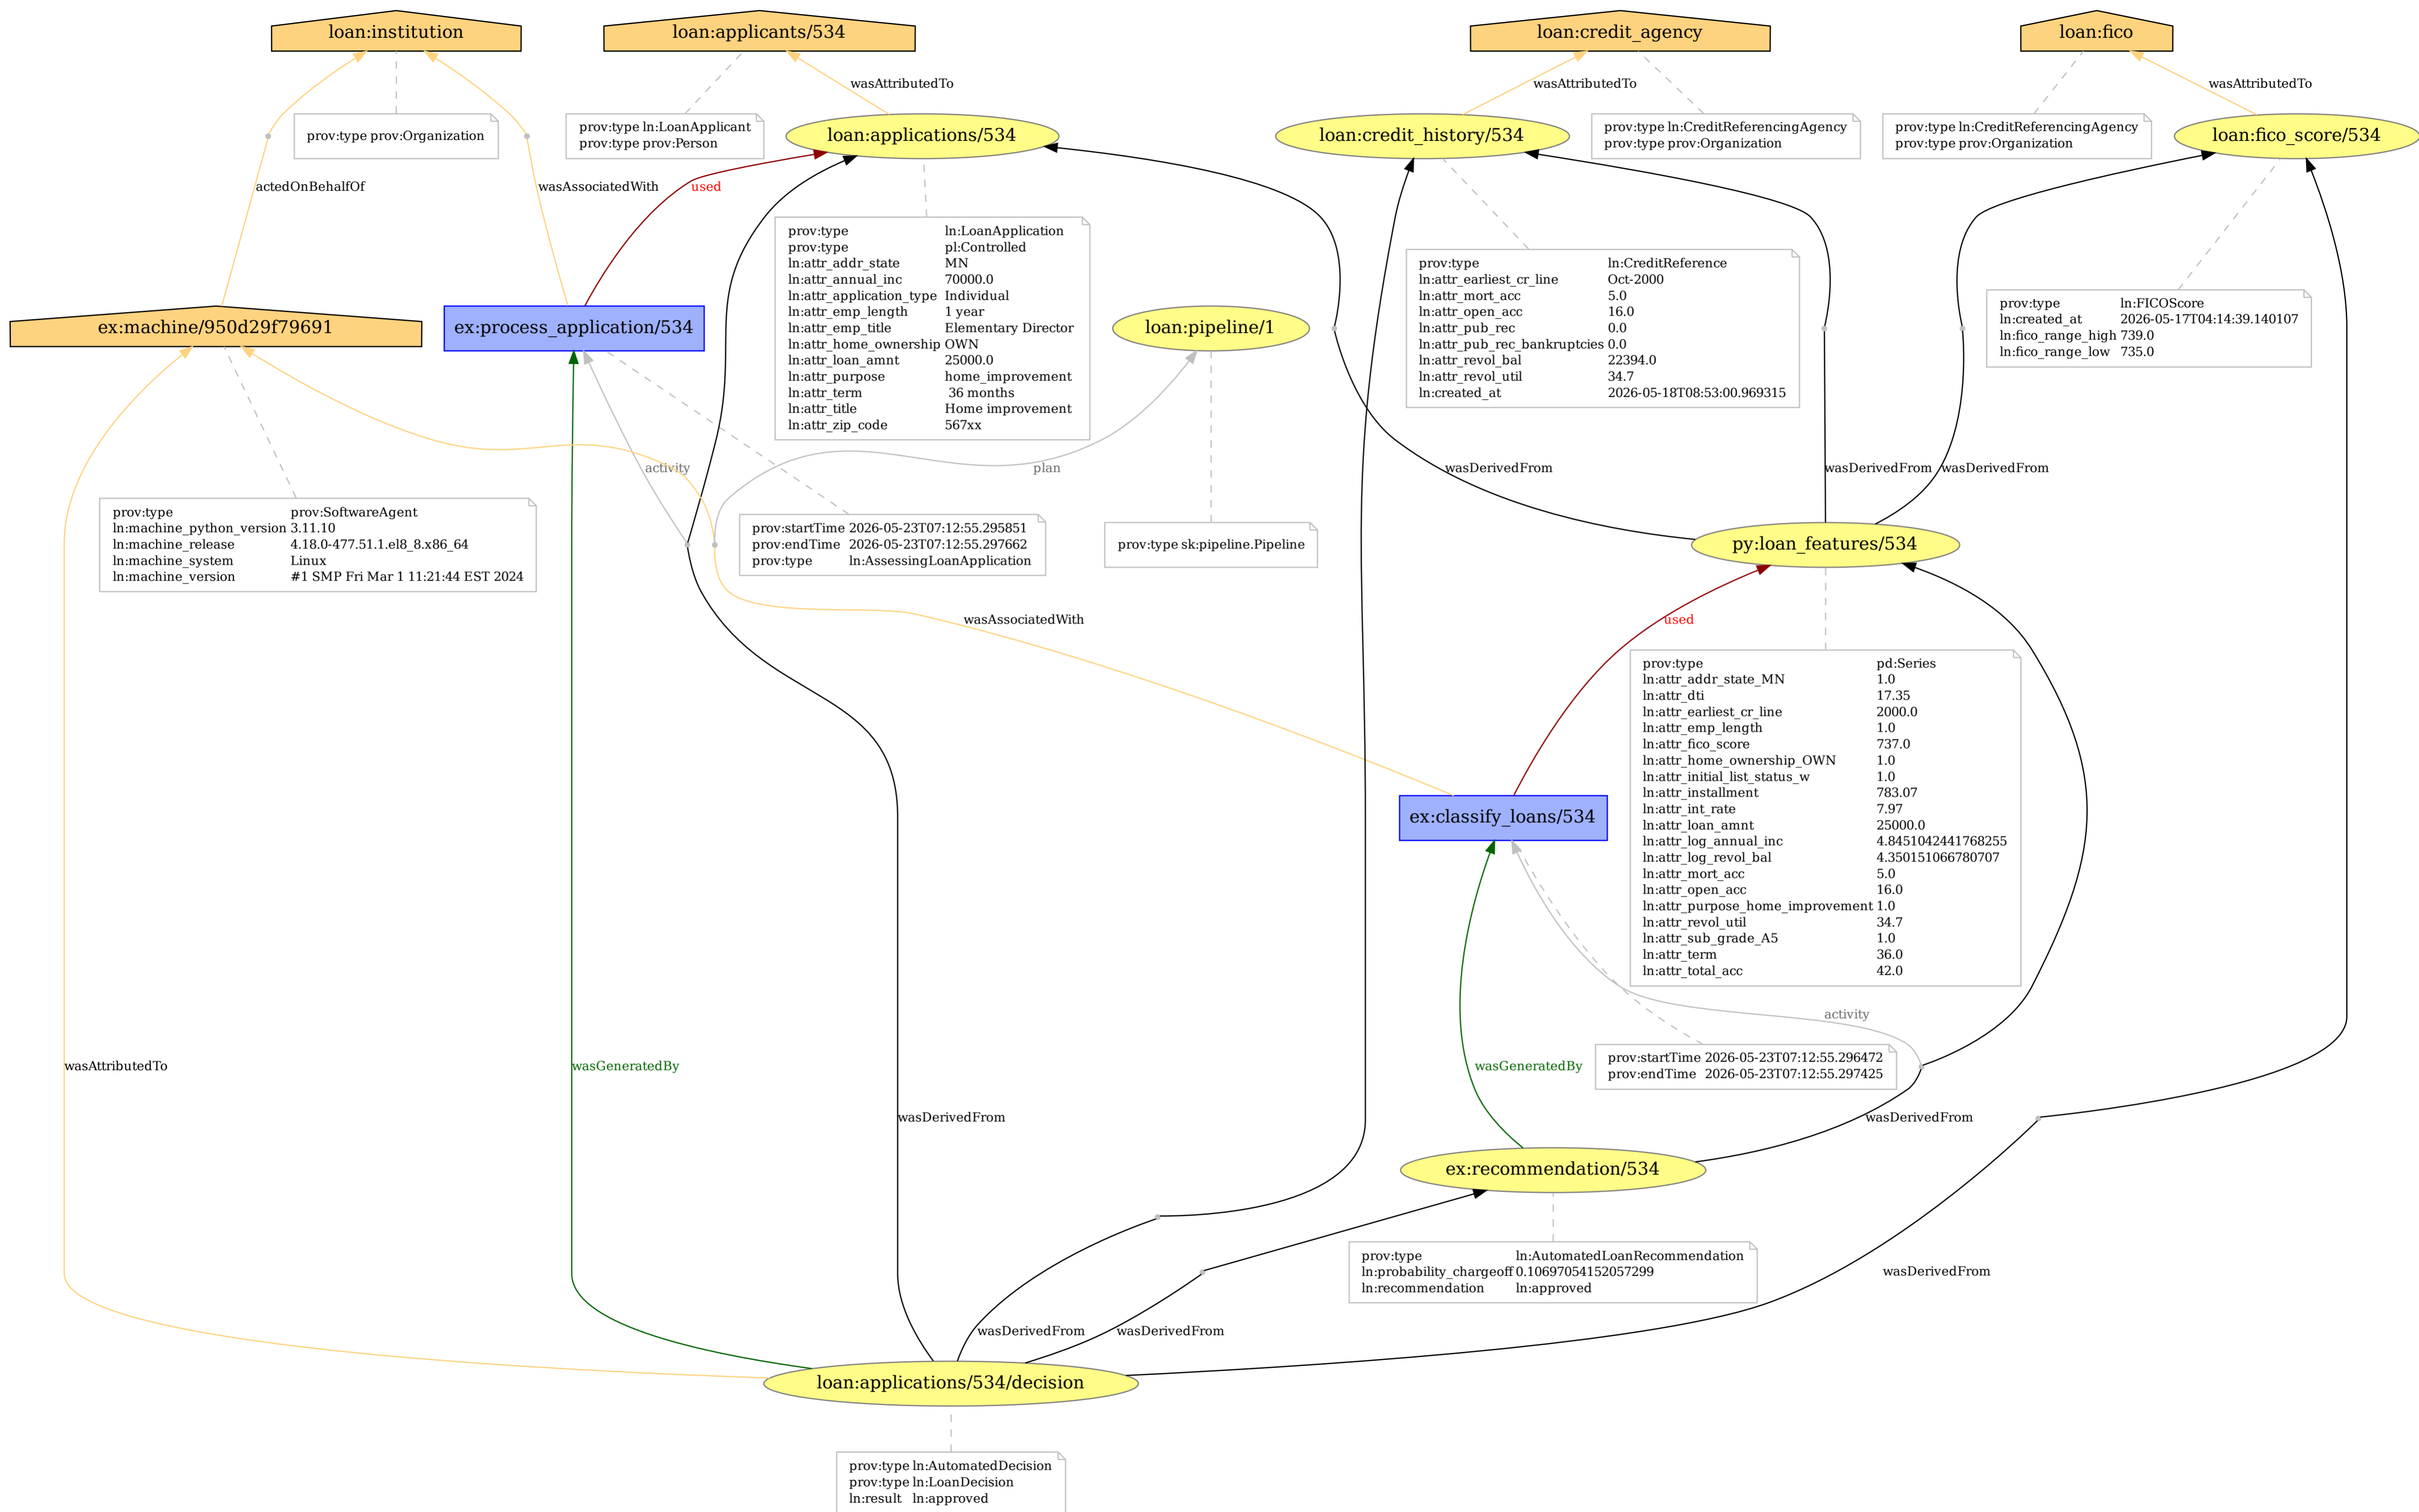 loan:institution
loan:applicants/534
loan:credit_agency
loan:fico
wasAttributedTo
wasAttributedTo
wasAttributedTo
prov:type prov:Organization
prov:type ln:LoanApplicant
prov:type prov:Person
loan:applications/534
loan:credit_history/534
prov:type ln:CreditReferencingAgency
prov:type prov:Organization
prov:type ln:CreditReferencingAgency
prov:type prov:Organization
loan:fico_score/534
actedOnBehalfOf
wasAssociatedWith
used
prov:type ln:LoanApplication
prov:type pl:Controlled
ln:attr_addr_state MN
ln:attr_annual_inc 70000.0
ln:attr_application_type Individual
ln:attr_emp_length 1 year
ln:attr_emp_title Elementary Director
ln:attr_home_ownership OWN
ln:attr_loan_amnt 25000.0
ln:attr_purpose home_improvement
ln:attr_term 36 months
ln:attr_title Home improvement
ln:attr_zip_code 567xx
prov:type ln:CreditReference
ln:attr_earliest_cr_line Oct-2000
ln:attr_mort_acc 5.0
ln:attr_open_acc 16.0
ln:attr_pub_rec 0.0
ln:attr_pub_rec_bankruptcies 0.0
ln:attr_revol_bal 22394.0
ln:attr_revol_util 34.7
ln:created_at 2026-05-18T08:53:00.969315
prov:type ln:FICOScore
ln:created_at 2026-05-17T04:14:39.140107
ln:fico_range_high 739.0
ln:fico_range_low 735.0
ex:machine/950d29f79691
ex:process_application/534
loan:pipeline/1
activity
plan
wasDerivedFrom
wasDerivedFrom
wasDerivedFrom
prov:type prov:SoftwareAgent
ln:machine_python_version 3.11.10
ln:machine_release 4.18.0-477.51.1.el8_8.x86_64
ln:machine_system Linux
ln:machine_version #1 SMP Fri Mar 1 11:21:44 EST 2024
prov:startTime 2026-05-23T07:12:55.295851
prov:endTime 2026-05-23T07:12:55.297662
prov:type ln:AssessingLoanApplication
prov:type sk:pipeline.Pipeline
py:loan_features/534
wasAssociatedWith
used
prov:type pd:Series
ln:attr_addr_state_MN 1.0
ln:attr_dti 17.35
ln:attr_earliest_cr_line 2000.0
ln:attr_emp_length 1.0
ln:attr_fico_score 737.0
ln:attr_home_ownership_OWN 1.0
ln:attr_initial_list_status_w 1.0
ln:attr_installment 783.07
ln:attr_int_rate 7.97
ln:attr_loan_amnt 25000.0
ln:attr_log_annual_inc 4.8451042441768255
ln:attr_log_revol_bal 4.350151066780707
ln:attr_mort_acc 5.0
ln:attr_open_acc 16.0
ln:attr_purpose_home_improvement 1.0
ln:attr_revol_util 34.7
ln:attr_sub_grade_A5 1.0
ln:attr_term 36.0
ln:attr_total_acc 42.0
ex:classify_loans/534
activity
wasAttributedTo
wasGeneratedBy
wasGeneratedBy
prov:startTime 2026-05-23T07:12:55.296472
prov:endTime 2026-05-23T07:12:55.297425
wasDerivedFrom
wasDerivedFrom
ex:recommendation/534
prov:type ln:AutomatedLoanRecommendation
ln:probability_chargeoff 0.10697054152057299
ln:recommendation ln:approved
wasDerivedFrom
wasDerivedFrom
wasDerivedFrom
loan:applications/534/decision
prov:type ln:AutomatedDecision
prov:type ln:LoanDecision
ln:result ln:approved